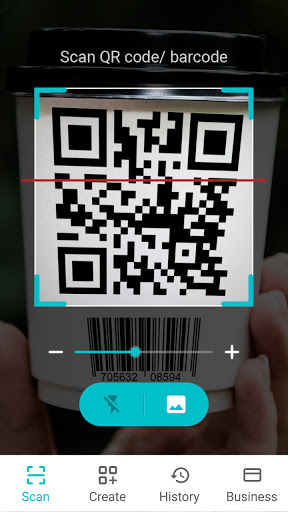 Scan QR code/ barcode
705632 08594
Scan
Create
History
Business